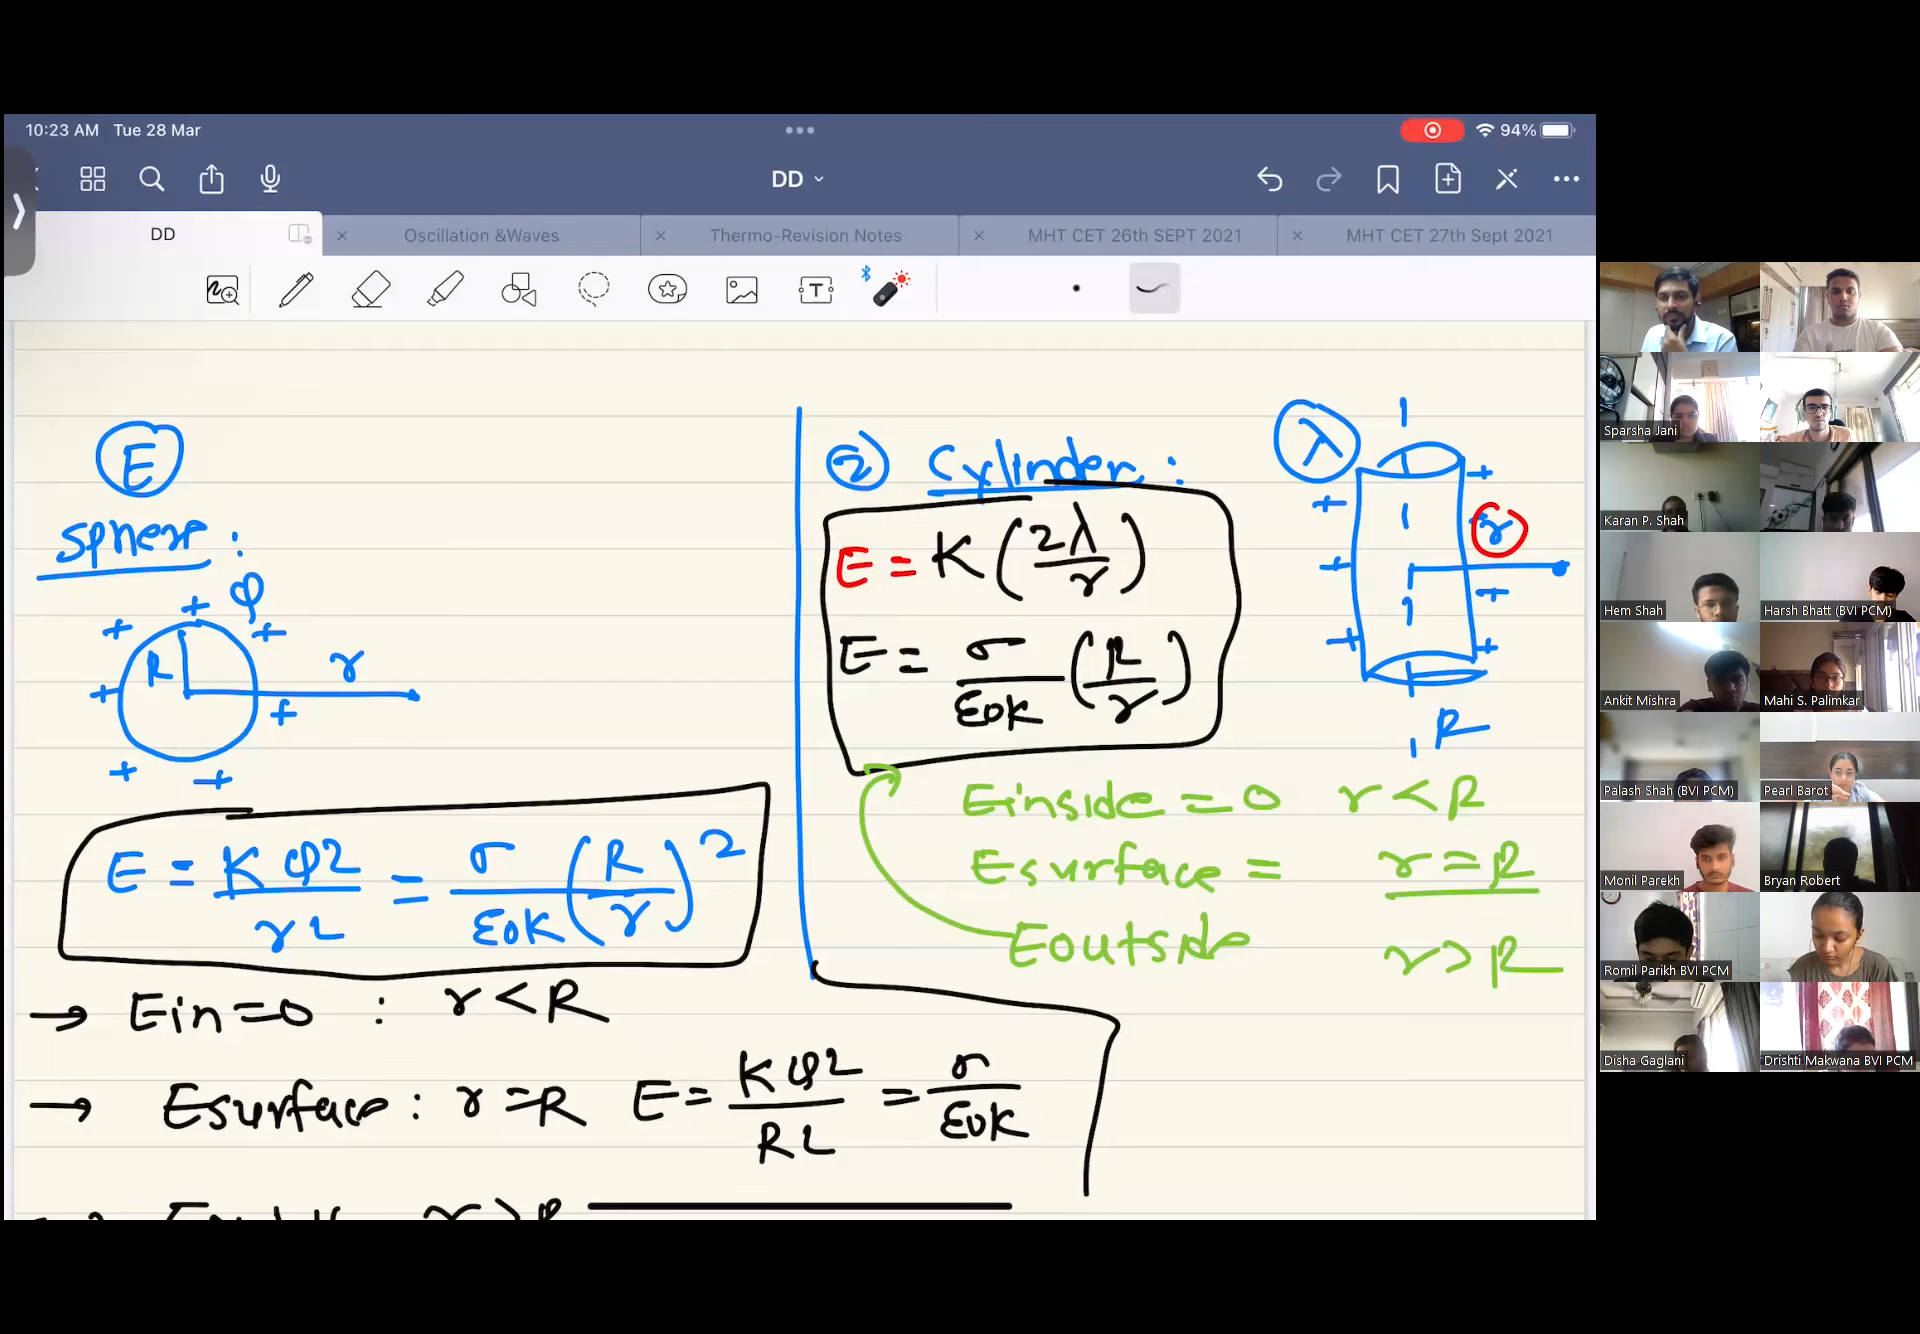 10:23 AM Tue 28 Mar
94%
DD
DD
Oscillation &Waves
Thermo-Revision Notes
MHT CET 26th SEPT 2021
MHT CET 27th Sept 2021
T
E
sphere :
+ + + φ
R r
+ +
+ +
E = Kφ2/r2 = σ/ε0K (R/r)2
→ Ein=0 : r<R
→ Esurface : r=R E= Kφ2/R2 = σ/ε0K
② Cylinder :
λ
E = K (2λ/r)
E = σ/ε0K (R/r)
+ +
+ r
+ +
+ +
R
Einside = 0 r<R
Esurface = r=R
Eoutside r>R
Sparsha Jani
Karan P. Shah
Hem Shah
Harsh Bhatt (BVI PCM)
Ankit Mishra
Mahi S. Palimkar
Palash Shah (BVI PCM)
Pearl Barot
Monil Parekh
Bryan Robert
Romil Parikh BVI PCM
Disha Gaglani
Drishti Makwana BVI PCM